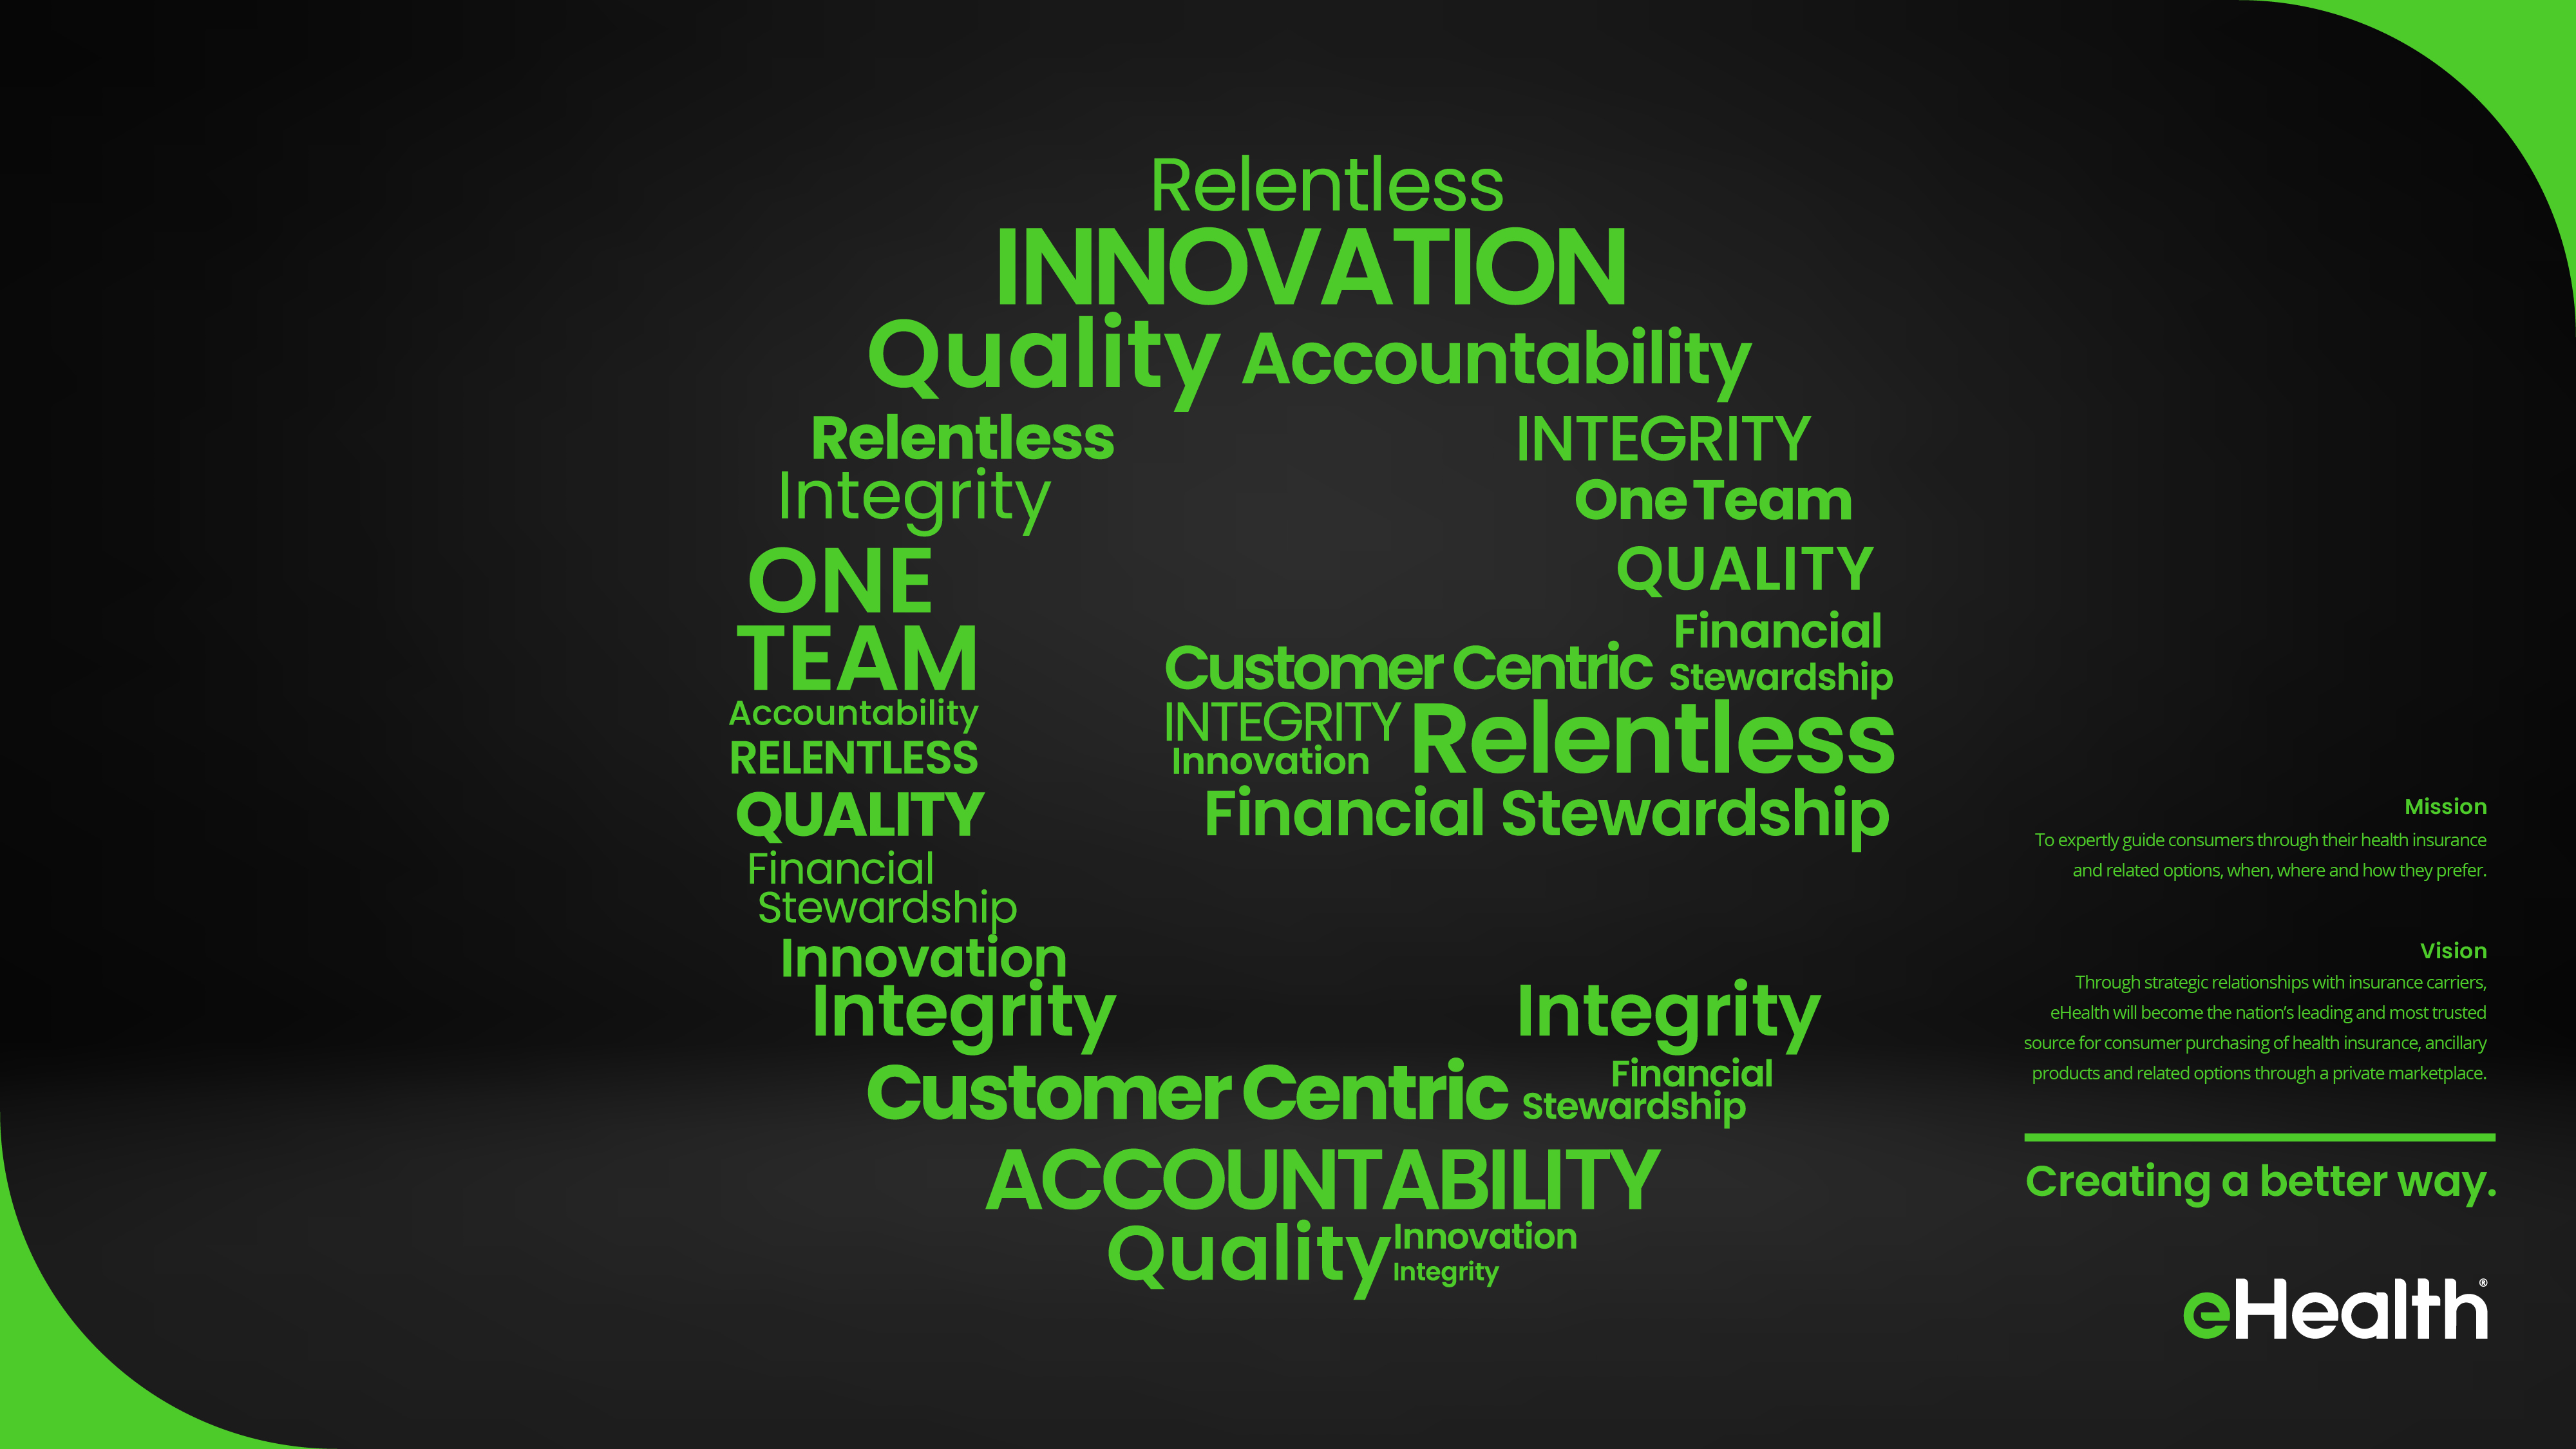 Relentless
INNOVATION
Quality Accountability
Relentless
INTEGRITY
Integrity
One Team
ONE
TEAM
QUALITY
Financial
Stewardship
Customer Centric
Accountability
INTEGRITY
Relentless
RELENTLESS
Innovation
QUALITY
Financial Stewardship
Financial
Stewardship
Innovation
Integrity
Integrity
Customer Centric
Financial
Stewardship
ACCOUNTABILITY
Quality
Innovation
Integrity
Mission
To expertly guide consumers through their health insurance
and related options, when, where and how they prefer.
Vision
Through strategic relationships with insurance carriers,
eHealth will become the nation’s leading and most trusted
source for consumer purchasing of health insurance, ancillary
products and related options through a private marketplace.
Creating a better way.
eHealth®